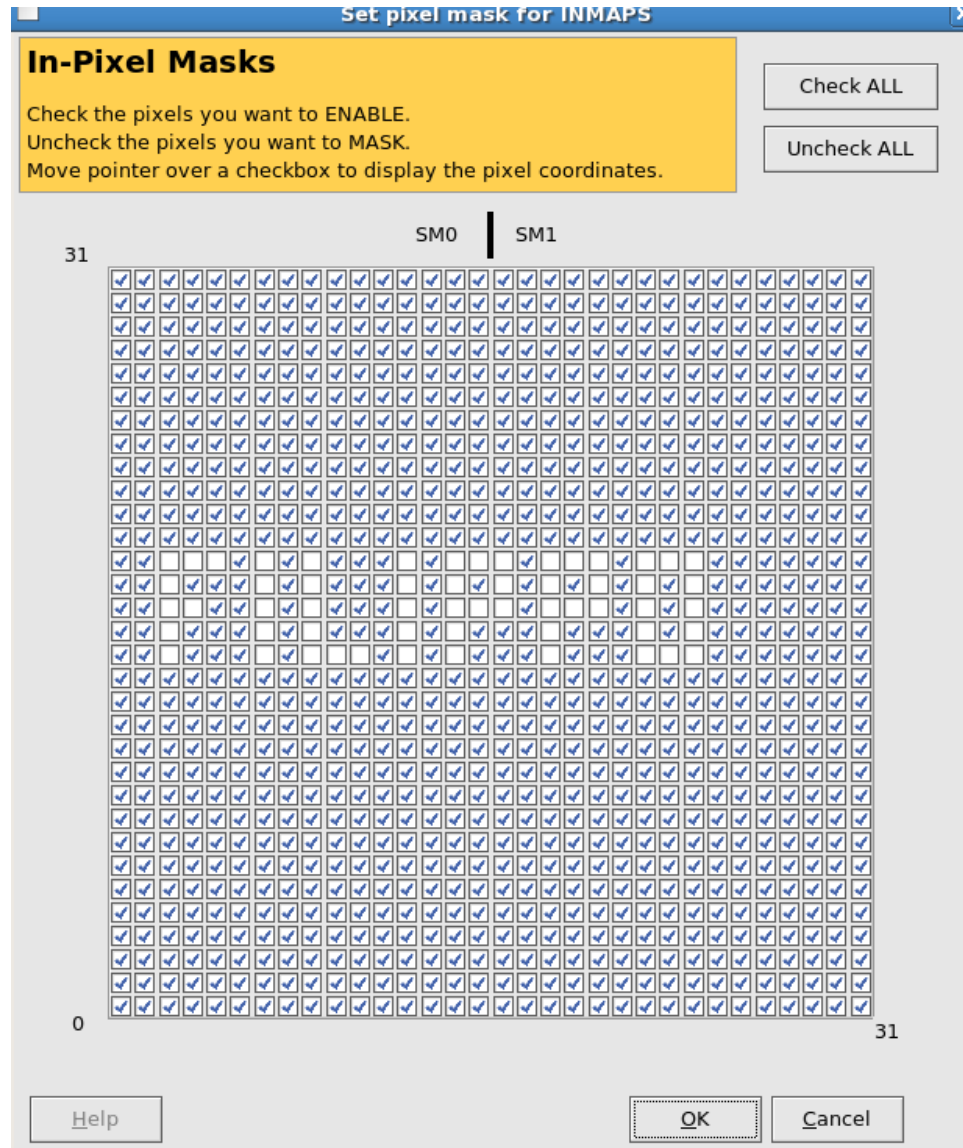 Set pixel mask for INMAPS
In-Pixel Masks
Check the pixels you want to ENABLE.
Uncheck the pixels you want to MASK.
Move pointer over a checkbox to display the pixel coordinates.
Check ALL
Uncheck ALL
SM0 SM1
31
FILIPPO
0
31
Help
OK
Cancel